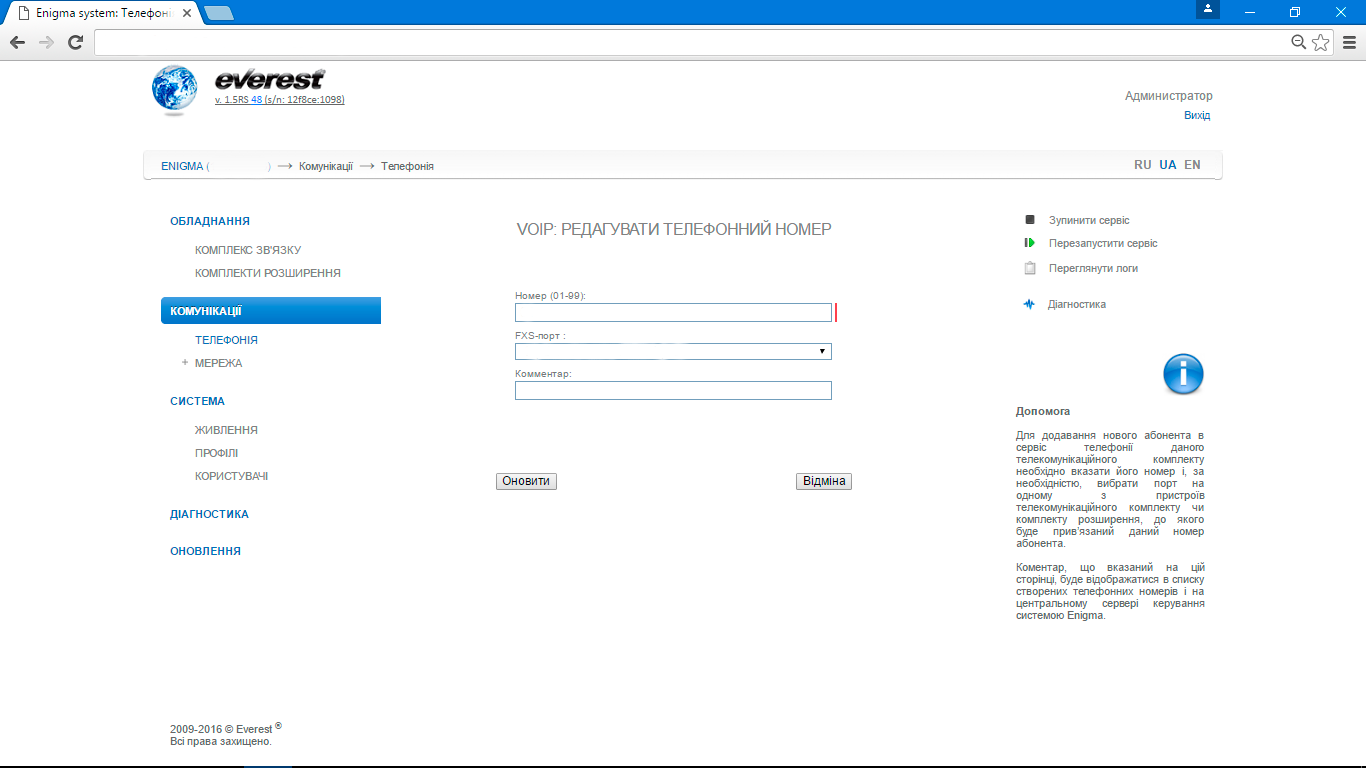 Enigma system: Телефоні
everest
v. 1.5RS 48 (s/n: 12f8ce:1098)
Администратор
Вихід
ENIGMA ( ) → Комунікації → Телефонія
RU UA EN
ОБЛАДНАННЯ
КОМПЛЕКС ЗВ'ЯЗКУ
КОМПЛЕКТИ РОЗШИРЕННЯ
КОМУНІКАЦІЇ
ТЕЛЕФОНІЯ
+ МЕРЕЖА
СИСТЕМА
ЖИВЛЕННЯ
ПРОФІЛІ
КОРИСТУВАЧІ
ДІАГНОСТИКА
ОНОВЛЕННЯ
VOIP: РЕДАГУВАТИ ТЕЛЕФОННИЙ НОМЕР
Номер (01-99):
FXS-порт :
Комментар:
Оновити
Відміна
Зупинити сервіс
Перезапустити сервіс
Переглянути логи
Діагностика
Допомога
Для додавання нового абонента в
сервіс телефонії даного
телекомунікаційного комплекту
необхідно вказати його номер і, за
необхідністю, вибрати порт на
одному з пристроїв
телекомунікаційного комплекту чи
комплекту розширення, до якого
буде прив'язаний даний номер
абонента.
Коментар, що вказаний на цій
сторінці, буде відображатися в списку
створених телефонних номерів і на
центральному сервері керування
системою Enigma.
2009-2016 © Everest ®
Всі права захищено.